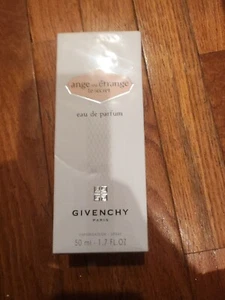 ange ou étrange
le secret
eau de parfum
GIVENCHY
PARIS
50 ml - 1.7 FL.OZ